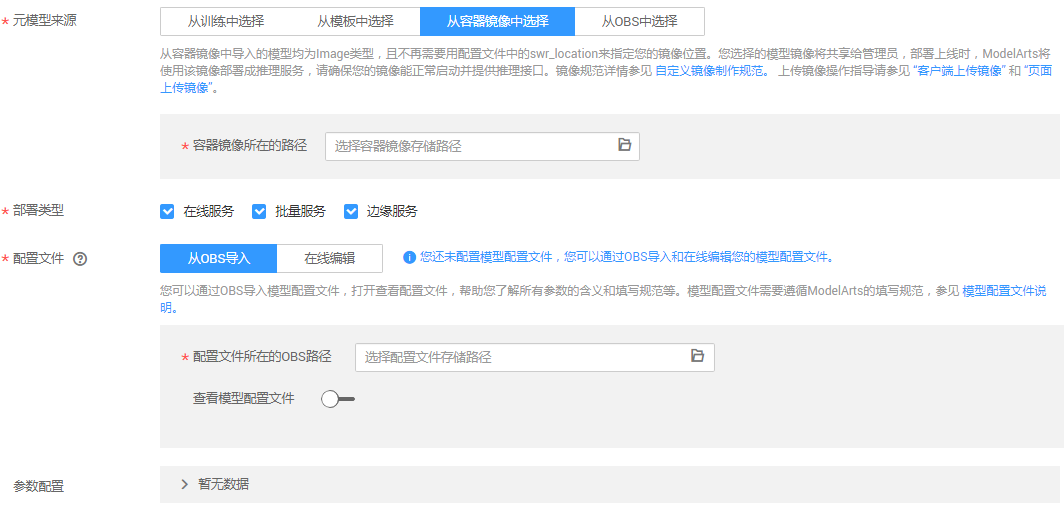 * 元模型来源 从训练中选择 从模板中选择 从容器镜像中选择 从OBS中选择
从容器镜像中导入的模型均为Image类型，且不再需要用配置文件中的swr_location来指定您的镜像位置。您选择的模型镜像将共享给管理员，部署上线时，ModelArts将
使用该镜像部署成推理服务，请确保您的镜像能正常启动并提供推理接口。镜像规范详情参见 自定义镜像制作规范。 上传镜像操作指导请参见 “客户端上传镜像” 和 “页面
上传镜像”。
* 容器镜像所在的路径 选择容器镜像存储路径
* 部署类型 在线服务 批量服务 边缘服务
* 配置文件 ? 从OBS导入 在线编辑 您还未配置模型配置文件，您可以通过OBS导入和在线编辑您的模型配置文件。
您可以通过OBS导入模型配置文件，打开查看配置文件，帮助您了解所有参数的含义和填写规范等。模型配置文件需要遵循ModelArts的填写规范，参见 模型配置文件说
明。
* 配置文件所在的OBS路径 选择配置文件存储路径
查看模型配置文件
参数配置 暂无数据